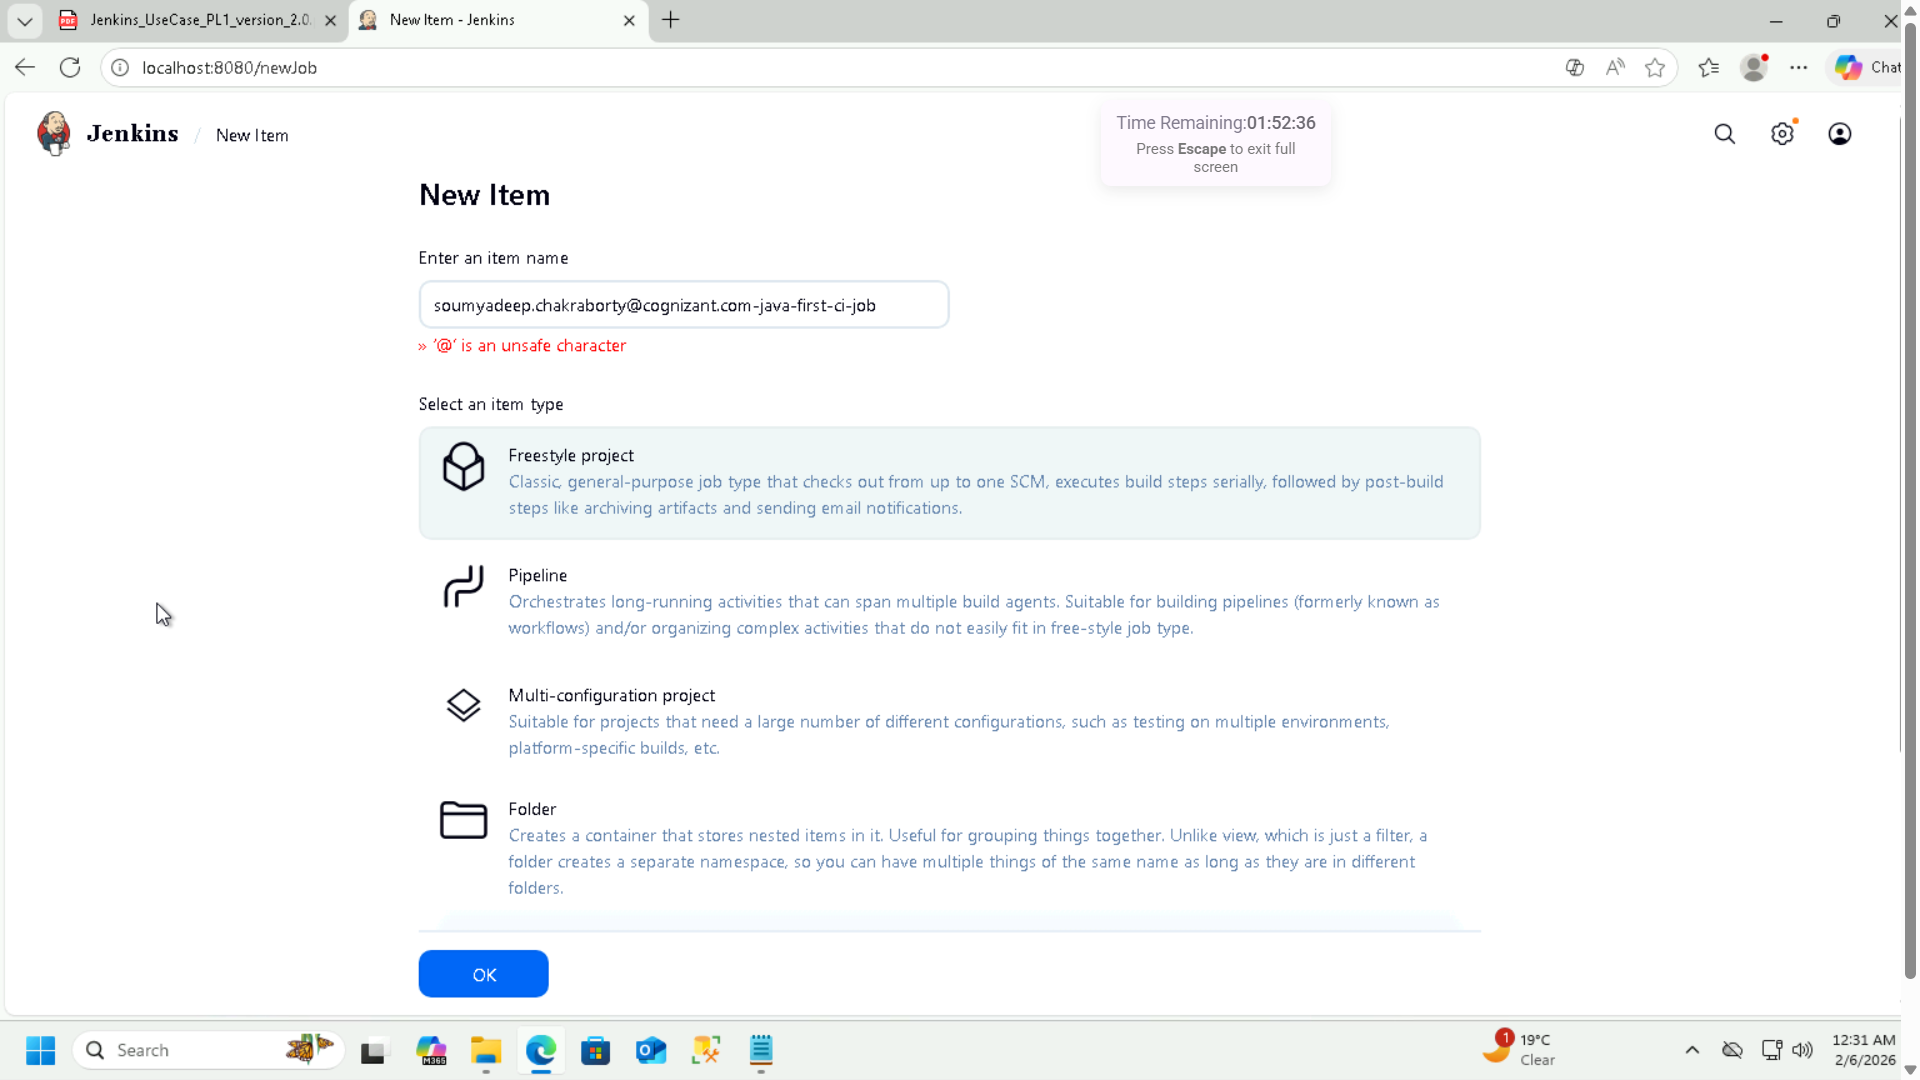 Jenkins_UseCase_PL1_version_2.0.
New Item - Jenkins
localhost:8080/newJob
Chat
Jenkins / New Item
Time Remaining:01:52:36
Press Escape to exit full
screen
New Item
Enter an item name
soumyadeep.chakraborty@cognizant.com-java-first-ci-job
» '@' is an unsafe character
Select an item type
Freestyle project
Classic, general-purpose job type that checks out from up to one SCM, executes build steps serially, followed by post-build
steps like archiving artifacts and sending email notifications.
Pipeline
Orchestrates long-running activities that can span multiple build agents. Suitable for building pipelines (formerly known as
workflows) and/or organizing complex activities that do not easily fit in free-style job type.
Multi-configuration project
Suitable for projects that need a large number of different configurations, such as testing on multiple environments,
platform-specific builds, etc.
Folder
Creates a container that stores nested items in it. Useful for grouping things together. Unlike view, which is just a filter, a
folder creates a separate namespace, so you can have multiple things of the same name as long as they are in different
folders.
OK
Search
M365
1
19°C
Clear
12:31 AM
2/6/2026